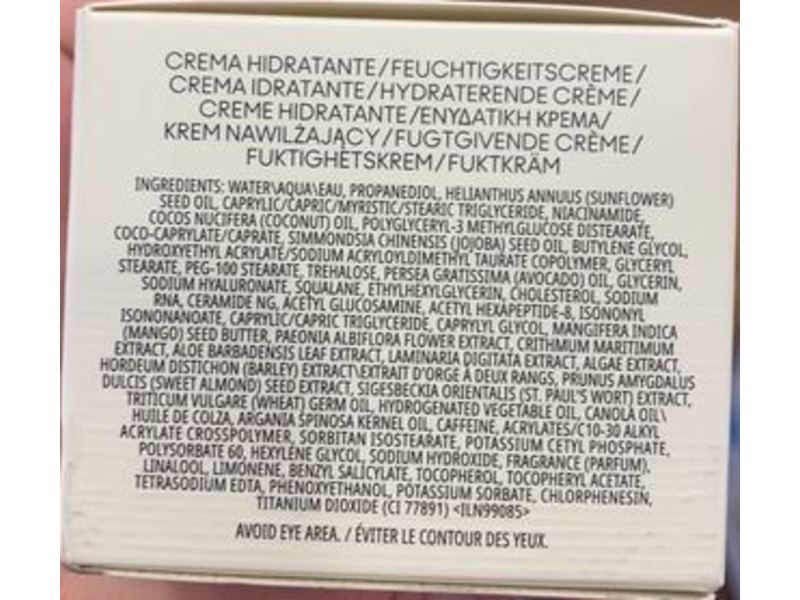 CREMA HIDRATANTE/FEUCHTIGKEITSCREME/
CREMA IDRATANTE/HYDRATERENDE CRÈME/
CREME HIDRATANTE/ΕΝΥΔΑΤΙΚΗ ΚΡΕΜΑ/
KREM NAWILŻAJĄCY/FUGTGIVENDE CRÈME/
FUKTIGHETSKREM/FUKTKRÄM
INGREDIENTS: WATER\AQUA\EAU, PROPANEDIOL, HELIANTHUS ANNUUS (SUNFLOWER)
SEED OIL, CAPRYLIC/CAPRIC/MYRISTIC/STEARIC TRIGLYCERIDE, NIACINAMIDE,
COCOS NUCIFERA (COCONUT) OIL, POLYGLYCERYL-3 METHYLGLUCOSE DISTEARATE,
COCO-CAPRYLATE/CAPRATE, SIMMONDSIA CHINENSIS (JOJOBA) SEED OIL, BUTYLENE GLYCOL,
HYDROXYETHYL ACRYLATE/SODIUM ACRYLOYLDIMETHYL TAURATE COPOLYMER, GLYCERYL
STEARATE, PEG-100 STEARATE, TREHALOSE, PERSEA GRATISSIMA (AVOCADO) OIL, GLYCERIN,
SODIUM HYALURONATE, SQUALANE, ETHYLHEXYLGLYCERIN, CHOLESTEROL, SODIUM
RNA, CERAMIDE NG, ACETYL GLUCOSAMINE, ACETYL HEXAPEPTIDE-8, ISONONYL
ISONONANOATE, CAPRYLIC/CAPRIC TRIGLYCERIDE, CAPRYLYL GLYCOL, MANGIFERA INDICA
(MANGO) SEED BUTTER, PAEONIA ALBIFLORA FLOWER EXTRACT, CRITHMUM MARITIMUM
EXTRACT, ALOE BARBADENSIS LEAF EXTRACT, LAMINARIA DIGITATA EXTRACT, ALGAE EXTRACT,
HORDEUM DISTICHON (BARLEY) EXTRACT\EXTRAIT D'ORGE À DEUX RANGS, PRUNUS AMYGDALUS
DULCIS (SWEET ALMOND) SEED EXTRACT, SIGESBECKIA ORIENTALIS (ST. PAUL'S WORT) EXTRACT,
TRITICUM VULGARE (WHEAT) GERM OIL, HYDROGENATED VEGETABLE OIL, CANOLA OIL\
HUILE DE COLZA, ARGANIA SPINOSA KERNEL OIL, CAFFEINE, ACRYLATES/C10-30 ALKYL
ACRYLATE CROSSPOLYMER, SORBITAN ISOSTEARATE, POTASSIUM CETYL PHOSPHATE,
POLYSORBATE 60, HEXYLENE GLYCOL, SODIUM HYDROXIDE, FRAGRANCE (PARFUM),
LINALOOL, LIMONENE, BENZYL SALICYLATE, TOCOPHEROL, TOCOPHERYL ACETATE,
TETRASODIUM EDTA, PHENOXYETHANOL, POTASSIUM SORBATE, CHLORPHENESIN,
TITANIUM DIOXIDE (CI 77891) <ILN99085>
AVOID EYE AREA. / ÉVITER LE CONTOUR DES YEUX.